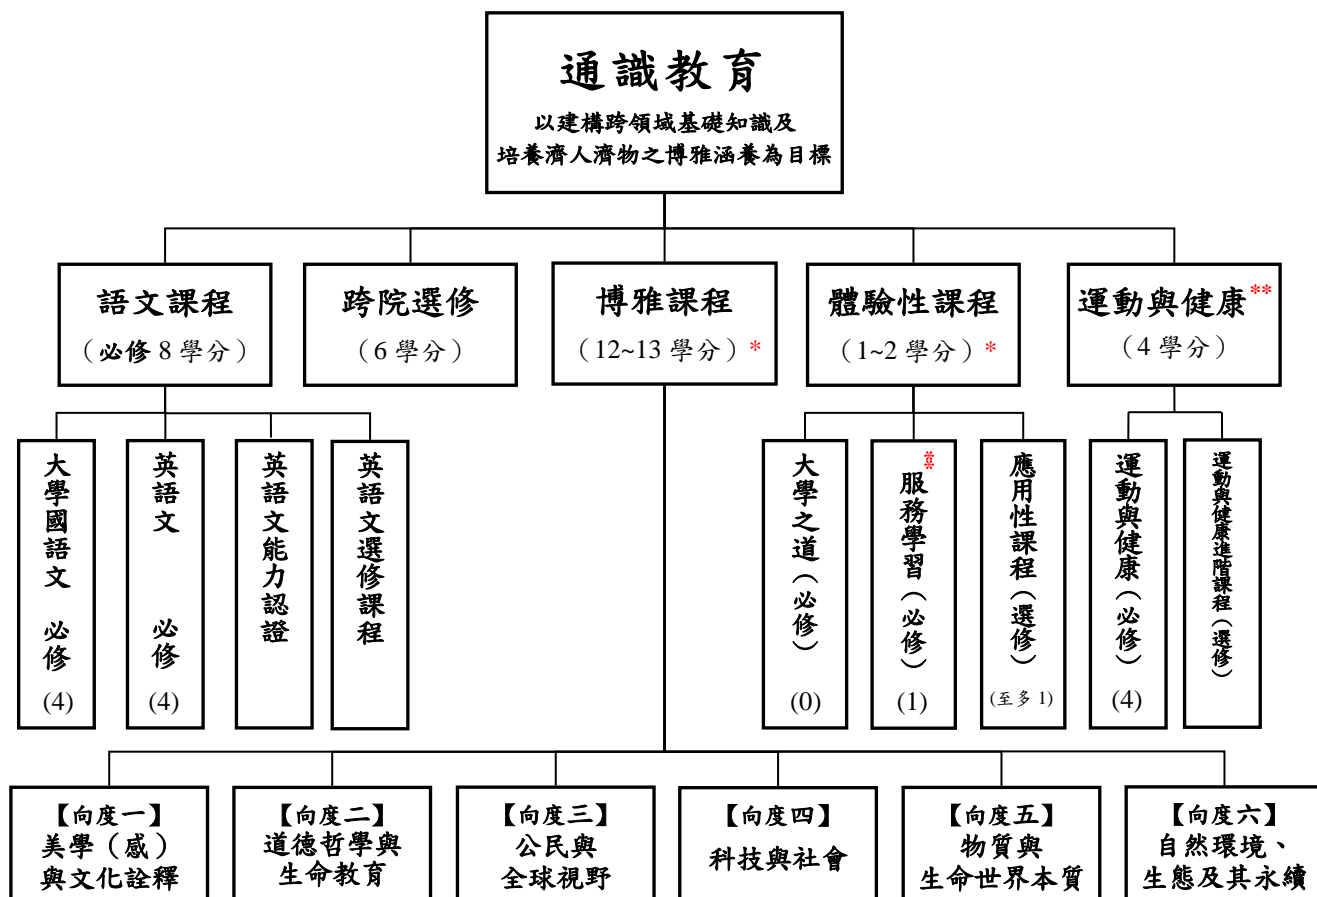 通識教育
以建構跨領域基礎知識及
培養濟人濟物之博雅涵養為目標
語文課程
（必修 8 學分）
跨院選修
（6 學分）
博雅課程
（12~13 學分）*
體驗性課程
（1~2 學分）*
運動與健康**
（4 學分）
大學國語文 必修
(4)
英語文 必修
(4)
英語文能力認證
英語文選修課程
大學之道（必修）
(0)
服務學習（必修）
(1)
應用性課程（選修）
(至多 1)
運動與健康（必修）
(4)
運動與健康進階課程（選修）
【向度一】
美學（感）
與文化詮釋
【向度二】
道德哲學與
生命教育
【向度三】
公民與
全球視野
【向度四】
科技與社會
【向度五】
物質與
生命世界本質
【向度六】
自然環境、
生態及其永續